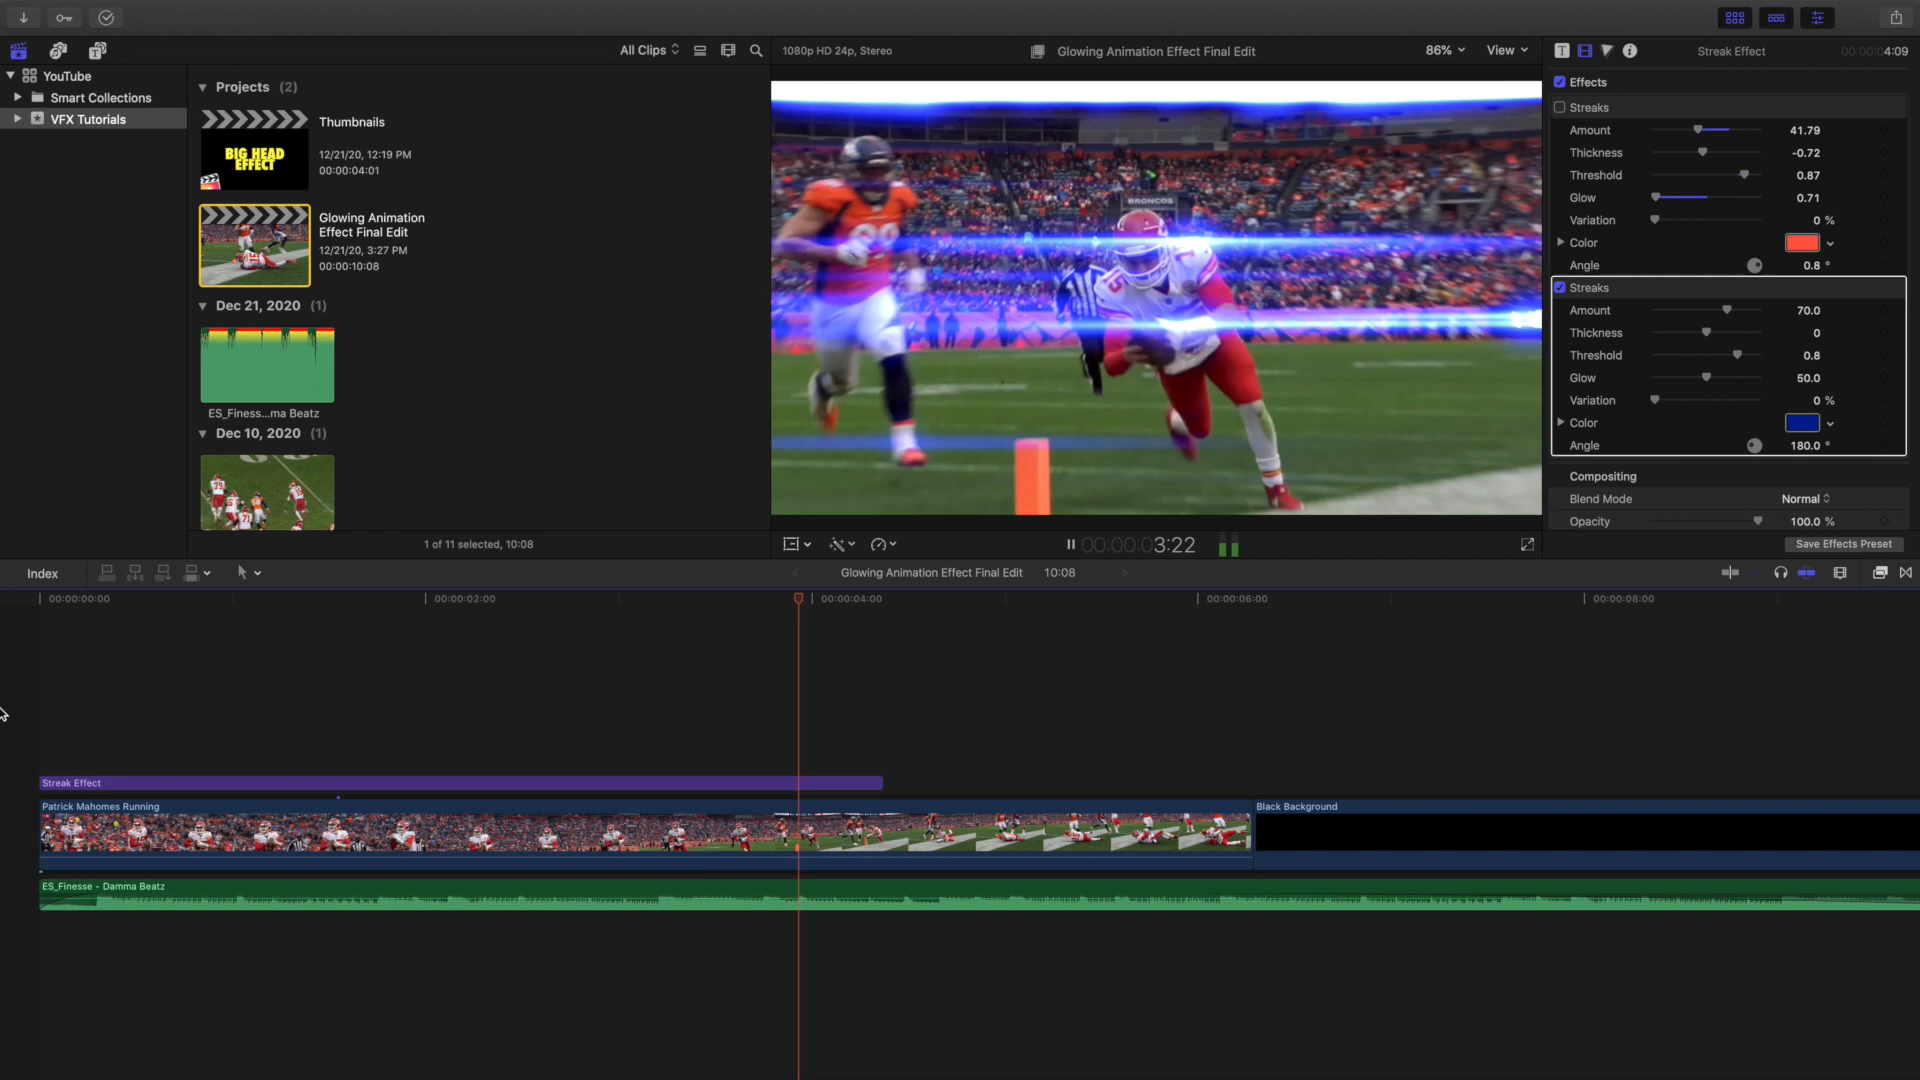 All Clips
1080p HD 24p, Stereo
Glowing Animation Effect Final Edit
86%
View
Streak Effect
00:00:04:09
YouTube
Smart Collections
VFX Tutorials
Projects (2)
Thumbnails
12/21/20, 12:19 PM
00:00:04:01
BIG HEAD
EFFECT
Glowing Animation
Effect Final Edit
12/21/20, 3:27 PM
00:00:10:08
Dec 21, 2020 (1)
ES_Finess...ma Beatz
Dec 10, 2020 (1)
1 of 11 selected, 10:08
BRONCOS
00:00:00:03:22
Effects
Streaks
Amount 41.79
Thickness -0.72
Threshold 0.87
Glow 0.71
Variation 0 %
Color
Angle 0.8 °
Streaks
Amount 70.0
Thickness 0
Threshold 0.8
Glow 50.0
Variation 0 %
Color
Angle 180.0 °
Compositing
Blend Mode Normal
Opacity 100.0 %
Save Effects Preset
Index
Glowing Animation Effect Final Edit 10:08
00:00:00:00
00:00:02:00
00:00:04:00
00:00:06:00
00:00:08:00
Streak Effect
Patrick Mahomes Running
Black Background
ES_Finesse - Damma Beatz